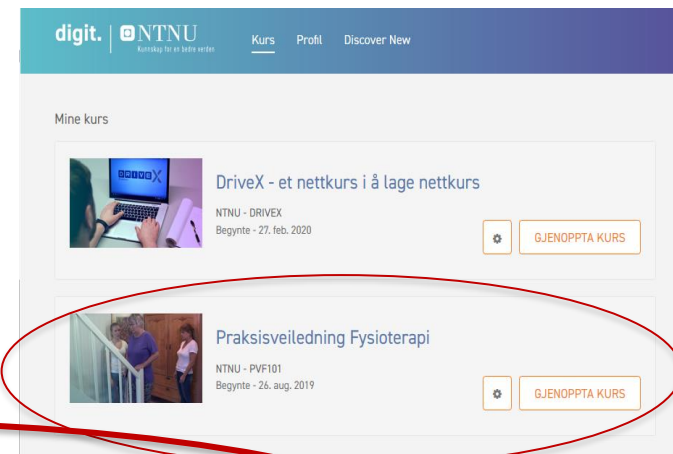 digit. NTNU Kurs Profil Discover New
Kunnskap for en bedre verden
Mine kurs
DRIVEX
DriveX - et nettkurs i å lage nettkurs
NTNU - DRIVEX
Begynte - 27. feb. 2020
GJENOPPTA KURS
Praksisveiledning Fysioterapi
NTNU - PVF101
Begynte - 26. aug. 2019
GJENOPPTA KURS